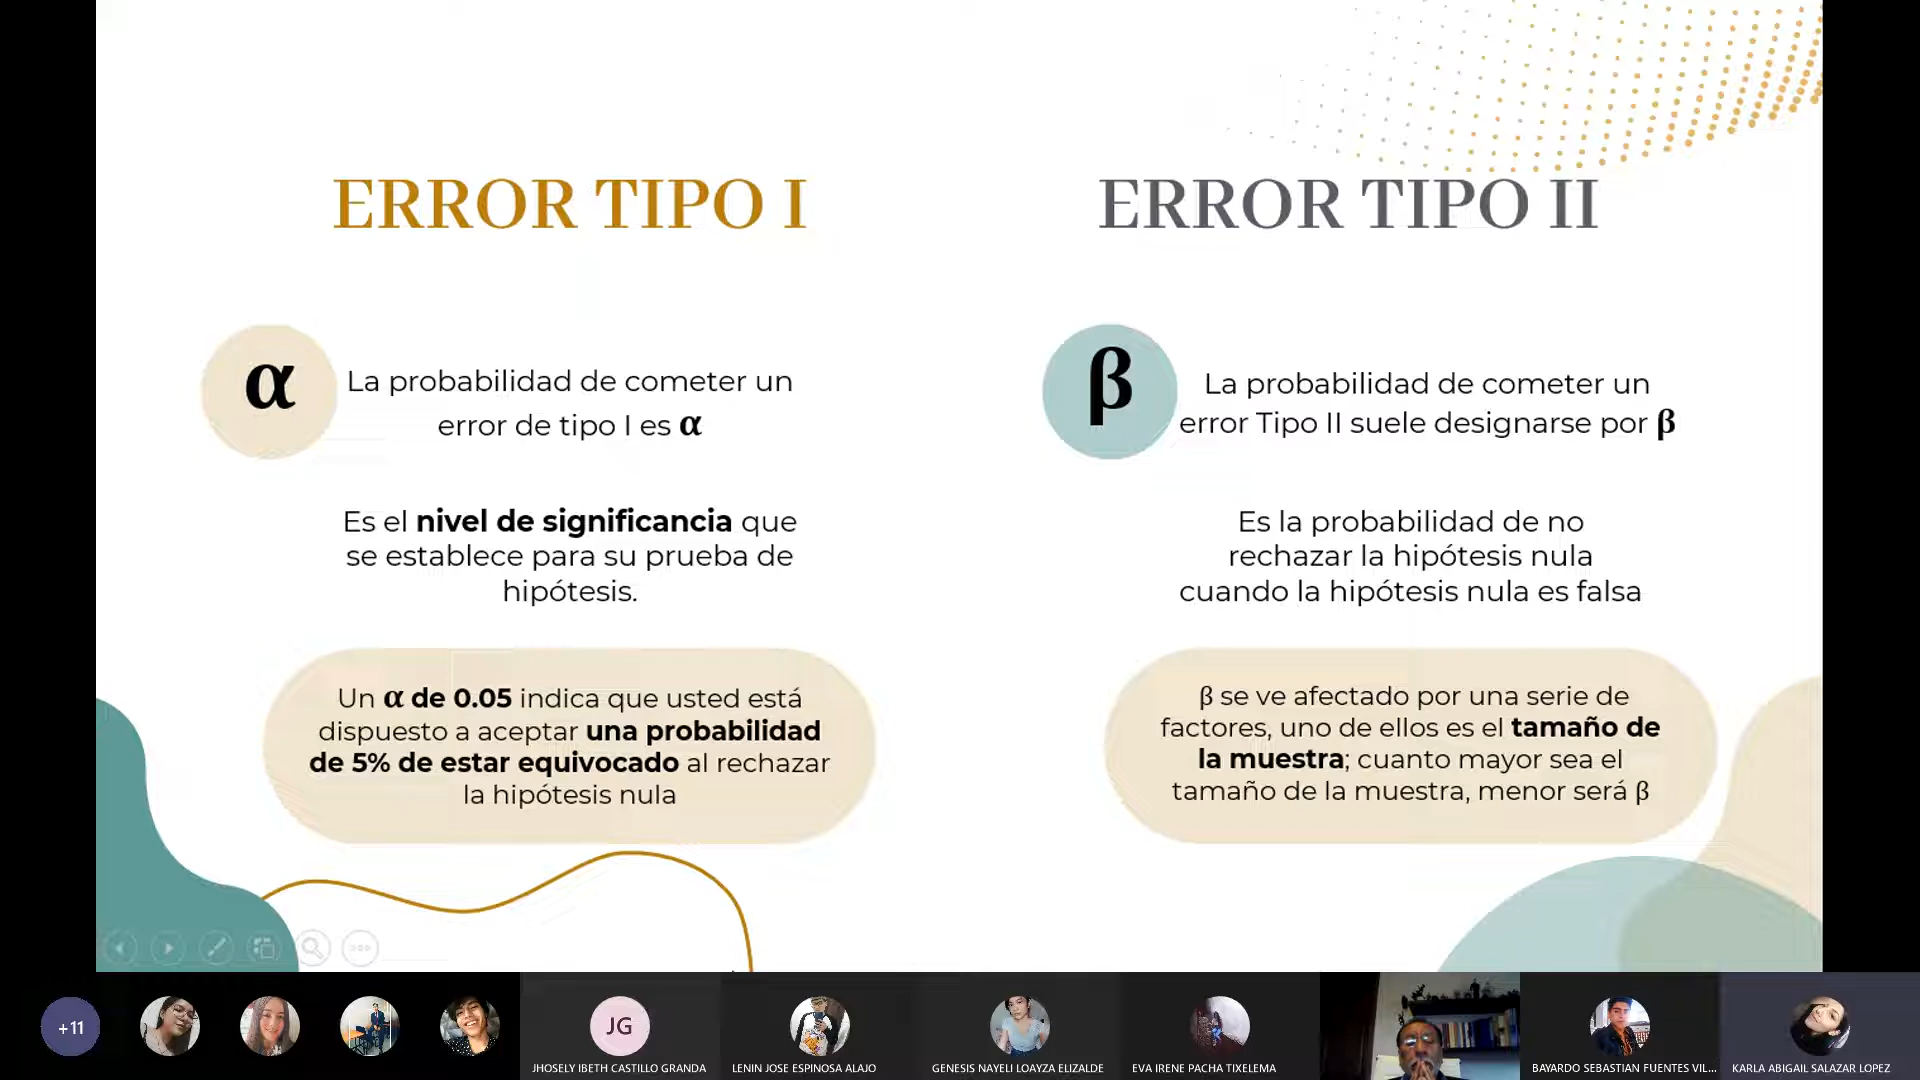 ERROR TIPO I
α
La probabilidad de cometer un
error de tipo I es α
Es el nivel de significancia que
se establece para su prueba de
hipótesis.
Un α de 0.05 indica que usted está
dispuesto a aceptar una probabilidad
de 5% de estar equivocado al rechazar
la hipótesis nula
ERROR TIPO II
β
La probabilidad de cometer un
error Tipo II suele designarse por β
Es la probabilidad de no
rechazar la hipótesis nula
cuando la hipótesis nula es falsa
β se ve afectado por una serie de
factores, uno de ellos es el tamaño de
la muestra; cuanto mayor sea el
tamaño de la muestra, menor será β
+11
JG
JHOSELY IBETH CASTILLO GRANDA
LENIN JOSE ESPINOSA ALAJO
GENESIS NAYELI LOAYZA ELIZALDE
EVA IRENE PACHA TIXELEMA
BAYARDO SEBASTIAN FUENTES VIL...
KARLA ABIGAIL SALAZAR LOPEZ